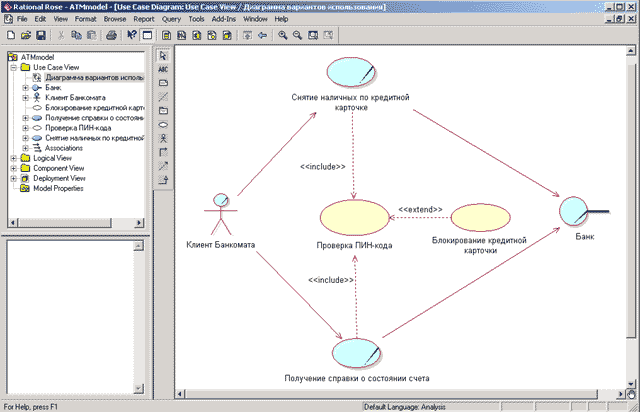 Rational Rose - ATMmodel - [Use Case Diagram: Use Case View / Диаграмма вариантов использования]
File Edit View Format Browse Report Query Tools Add-Ins Window Help
ABC
ATMmodel
Use Case View
Диаграмма вариантов исполь
Банк
Клиент Банкомата
Блокирование кредитной карто
Получение справки о состояни
Проверка ПИН-кода
Снятие наличных по кредитной
Associations
Logical View
Component View
Deployment View
Model Properties
Снятие наличных по кредитной
карточке
<<include>>
<<extend>>
Клиент Банкомата
Проверка ПИН-кода
Блокирование кредитной
карточки
Банк
<<include>>
Получение справки о состоянии счета
For Help, press F1
Default Language: Analysis